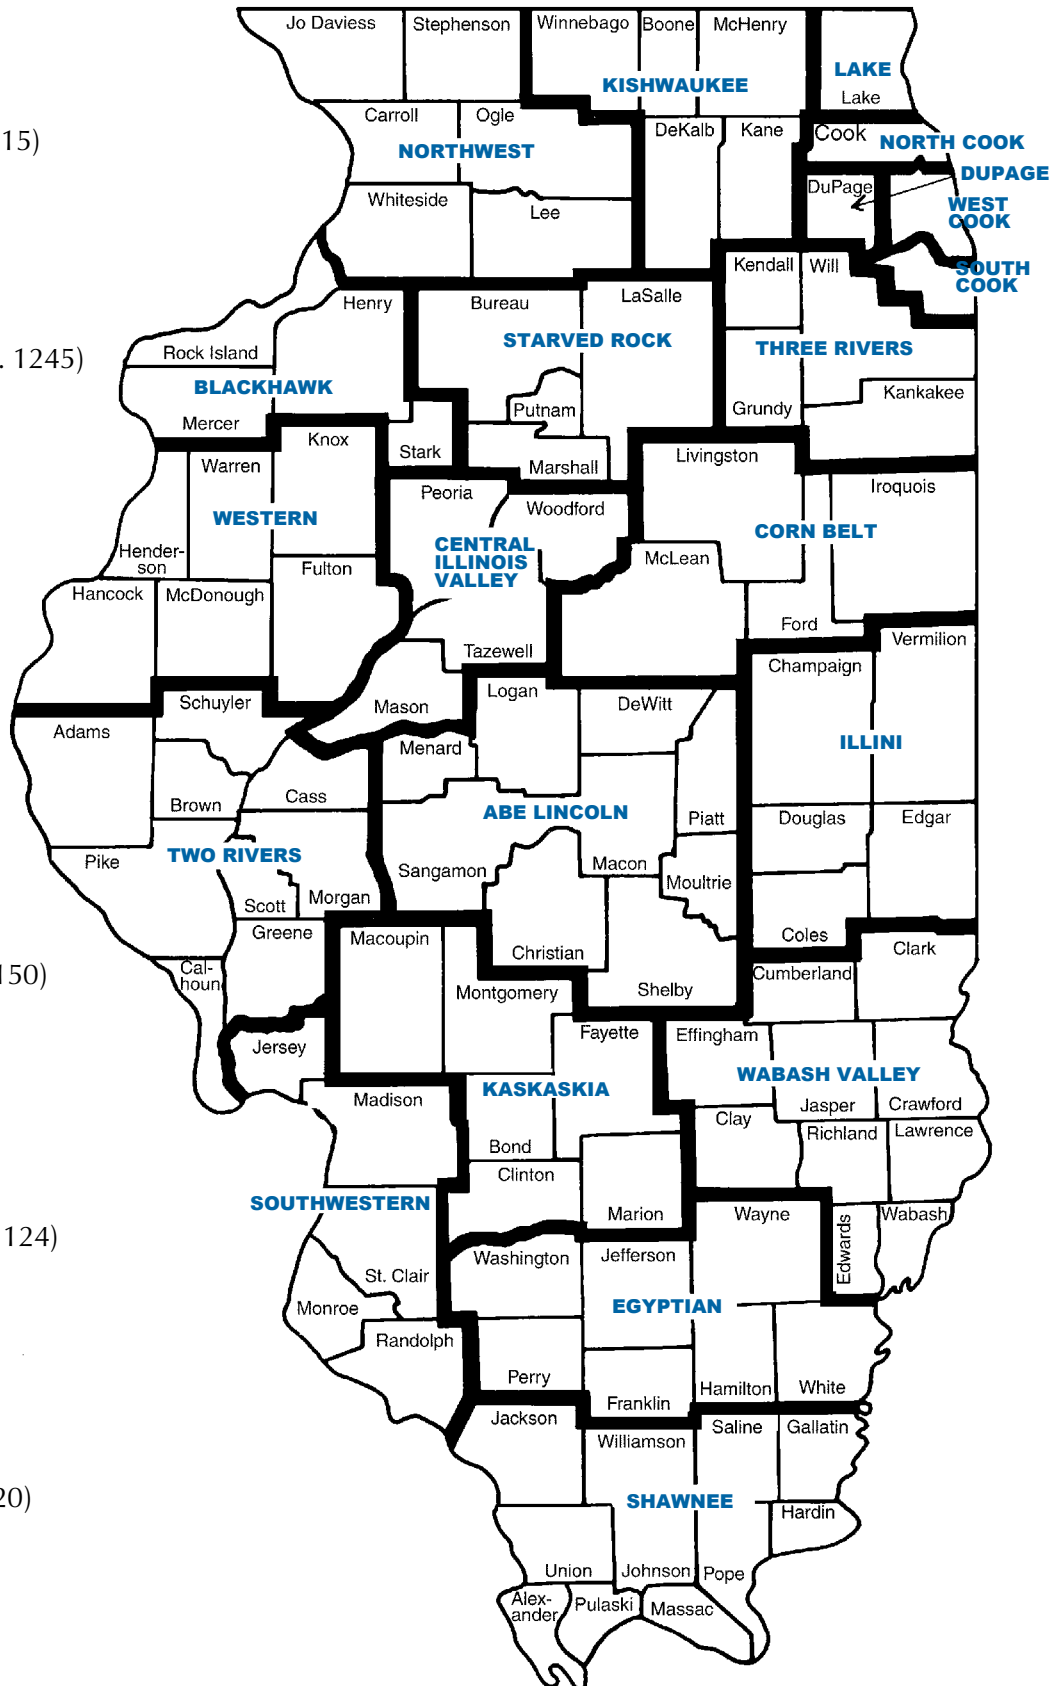 Jo Daviess
Stephenson
Winnebago
Boone
McHenry
LAKE
Lake
KISHWAUKEE
Carroll
Ogle
NORTHWEST
DeKalb
Kane
Cook
NORTH COOK
15)
DuPage
DUPAGE
WEST
COOK
Whiteside
Lee
SOUTH
COOK
Kendall
Will
Henry
Bureau
LaSalle
STARVED ROCK
THREE RIVERS
Rock Island
. 1245)
BLACKHAWK
Kankakee
Putnam
Grundy
Mercer
Knox
Stark
Marshall
Livingston
Warren
Peoria
Woodford
Iroquois
WESTERN
CORN BELT
CENTRAL
ILLINOIS
VALLEY
Hender-
son
Fulton
McLean
Hancock
McDonough
Ford
Vermilion
Tazewell
Champaign
Schuyler
Mason
Logan
DeWitt
Adams
Menard
ILLINI
Brown
Cass
ABE LINCOLN
Piatt
Douglas
Edgar
Pike
TWO RIVERS
Sangamon
Macon
Moultrie
Scott
Morgan
Greene
Macoupin
Christian
Coles
Clark
Cal-
houn
150)
Montgomery
Shelby
Cumberland
Jersey
Fayette
Effingham
KASKASKIA
WABASH VALLEY
Madison
Jasper
Crawford
Clay
Richland
Lawrence
Bond
Clinton
SOUTHWESTERN
Marion
Wayne
Edwards
Wabash
124)
Washington
Jefferson
St. Clair
EGYPTIAN
Monroe
Randolph
Perry
Franklin
Hamilton
White
Jackson
Williamson
Saline
Gallatin
20)
SHAWNEE
Hardin
Union
Johnson
Pope
Alex-
ander
Pulaski
Massac